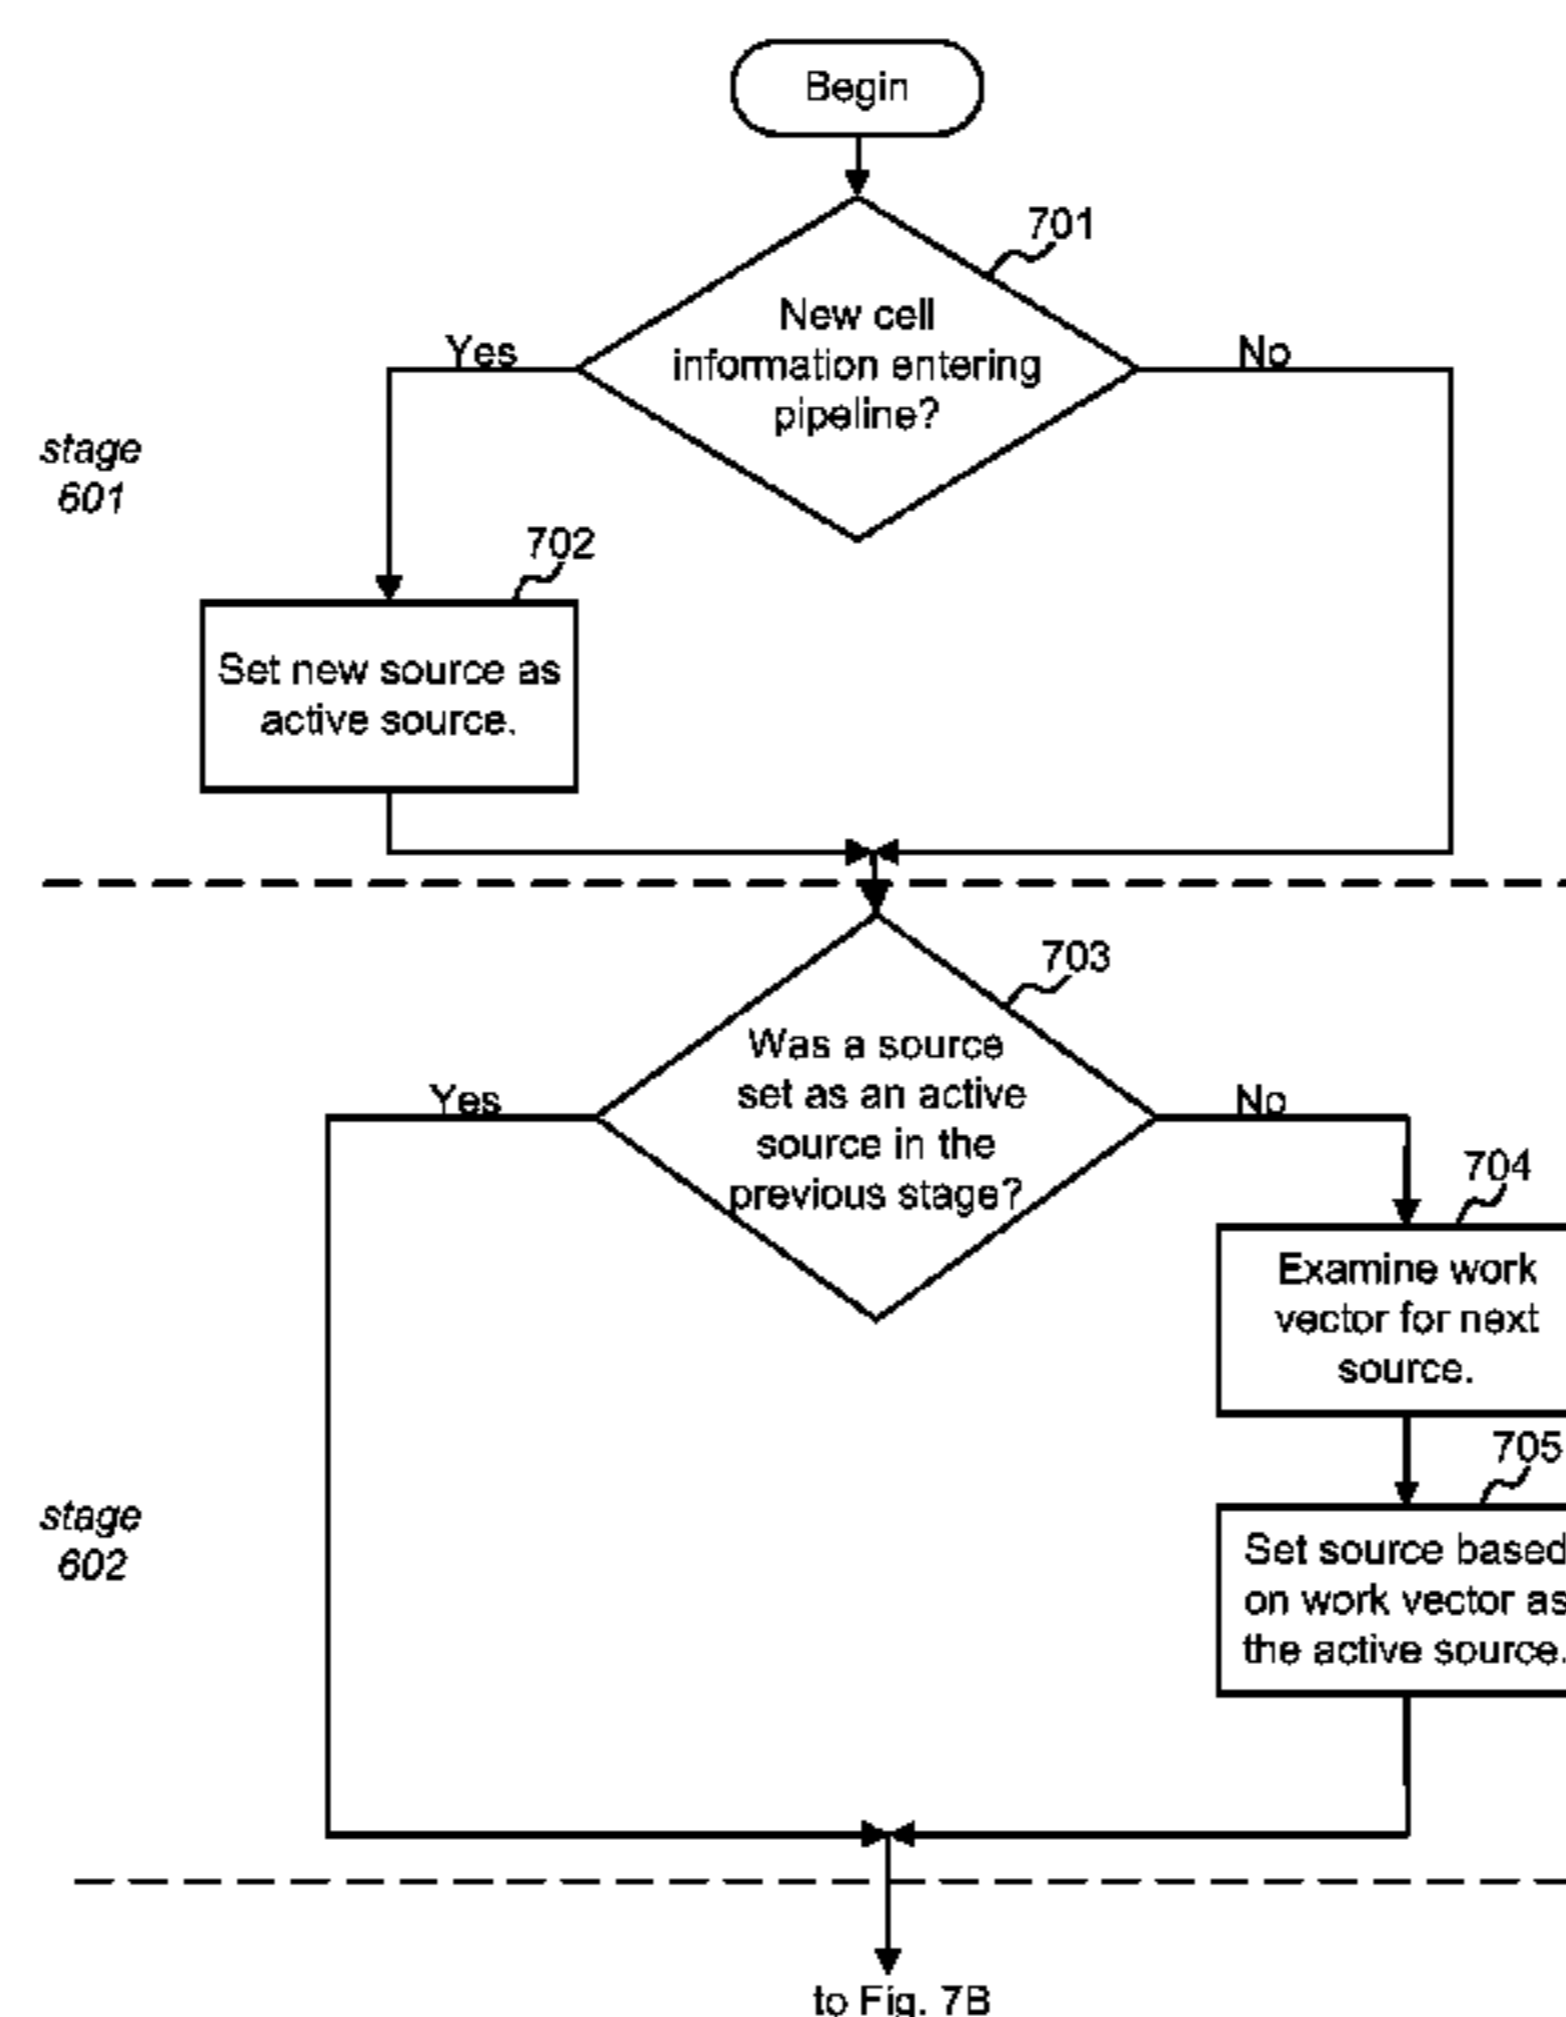 Begin
701
New cell
information entering
pipeline?
Yes
No
stage
601
702
Set new source as
active source.
703
Was a source
set as an active
source in the
previous stage?
Yes
No
704
Examine work
vector for next
source.
705
Set source based
on work vector as
the active source.
stage
602
to Fig. 7B